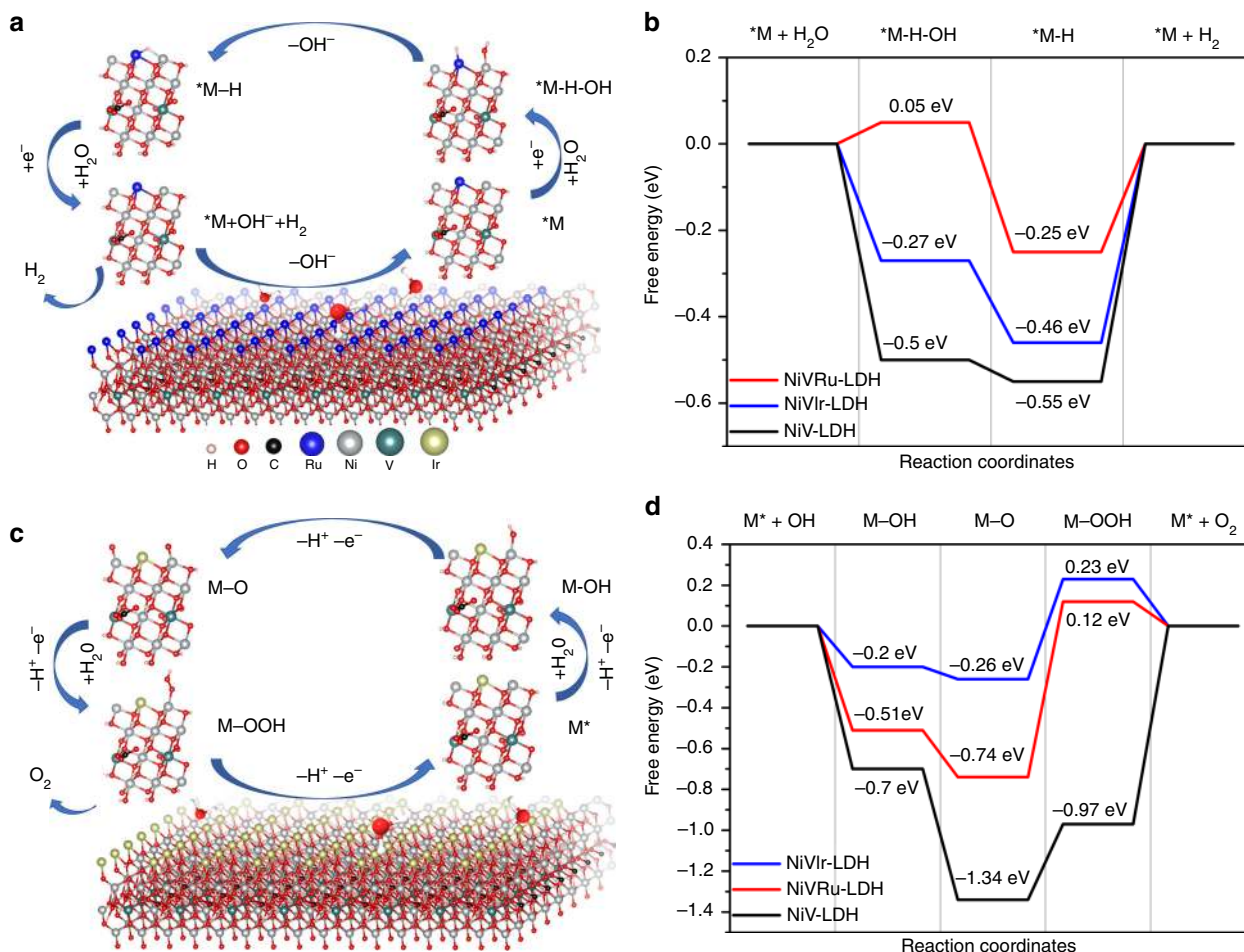 a
–OH⁻
*M–H
*M-H-OH
+e⁻
+H₂O
+e⁻
+H₂O
*M+OH⁻+H₂
*M
H₂
–OH⁻
H O C Ru Ni V Ir
b
*M + H₂O *M-H-OH *M-H *M + H₂
0.2
0.0
–0.2
–0.4
–0.6
Free energy (eV)
0.05 eV
–0.25 eV
–0.27 eV
–0.46 eV
–0.5 eV
–0.55 eV
NiVRu-LDH
NiVIr-LDH
NiV-LDH
Reaction coordinates
c
–H⁺ –e⁻
M–O
M-OH
–H⁺ –e⁻
+H₂0
+H₂0
–H⁺ –e⁻
M–OOH
M*
O₂
–H⁺ –e⁻
d
M* + OH M–OH M–O M–OOH M* + O₂
0.4
0.2
0.0
–0.2
–0.4
–0.6
–0.8
–1.0
–1.2
–1.4
Free energy (eV)
0.23 eV
0.12 eV
–0.2 eV
–0.26 eV
–0.51eV
–0.74 eV
–0.7 eV
–0.97 eV
–1.34 eV
NiVIr-LDH
NiVRu-LDH
NiV-LDH
Reaction coordinates